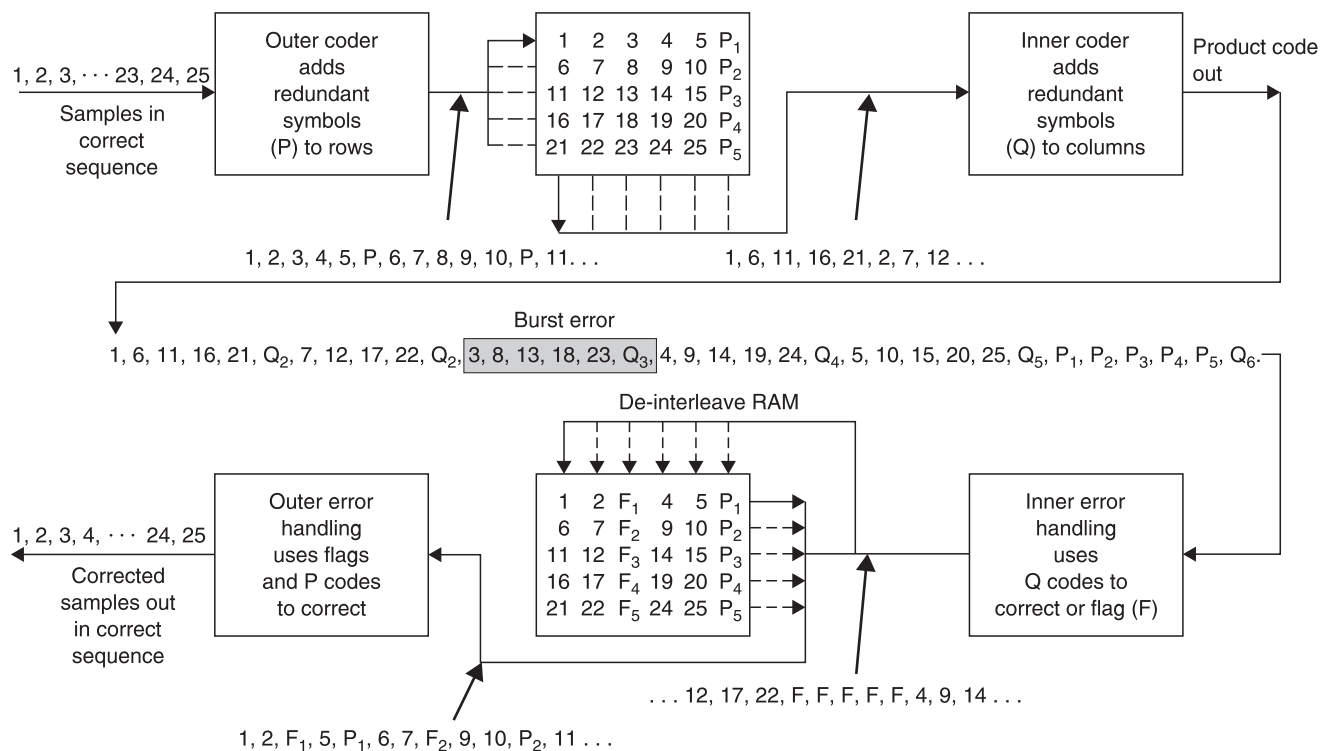 1, 2, 3, ··· 23, 24, 25
Samples in
correct
sequence
Outer coder
adds
redundant
symbols
(P) to rows
1 2 3 4 5 P₁
6 7 8 9 10 P₂
11 12 13 14 15 P₃
16 17 18 19 20 P₄
21 22 23 24 25 P₅
Inner coder
adds
redundant
symbols
(Q) to columns
Product code
out
1, 2, 3, 4, 5, P, 6, 7, 8, 9, 10, P, 11. . .
1, 6, 11, 16, 21, 2, 7, 12 . . .
Burst error
1, 6, 11, 16, 21, Q₂, 7, 12, 17, 22, Q₂, 3, 8, 13, 18, 23, Q₃, 4, 9, 14, 19, 24, Q₄, 5, 10, 15, 20, 25, Q₅, P₁, P₂, P₃, P₄, P₅, Q₆.
De-interleave RAM
1, 2, 3, 4, ··· 24, 25
Corrected
samples out
in correct
sequence
Outer error
handling
uses flags
and P codes
to correct
1 2 F₁ 4 5 P₁
6 7 F₂ 9 10 P₂
11 12 F₃ 14 15 P₃
16 17 F₄ 19 20 P₄
21 22 F₅ 24 25 P₅
Inner error
handling
uses
Q codes to
correct or flag (F)
. . . 12, 17, 22, F, F, F, F, F, 4, 9, 14 . . .
1, 2, F₁, 5, P₁, 6, 7, F₂, 9, 10, P₂, 11 . . .